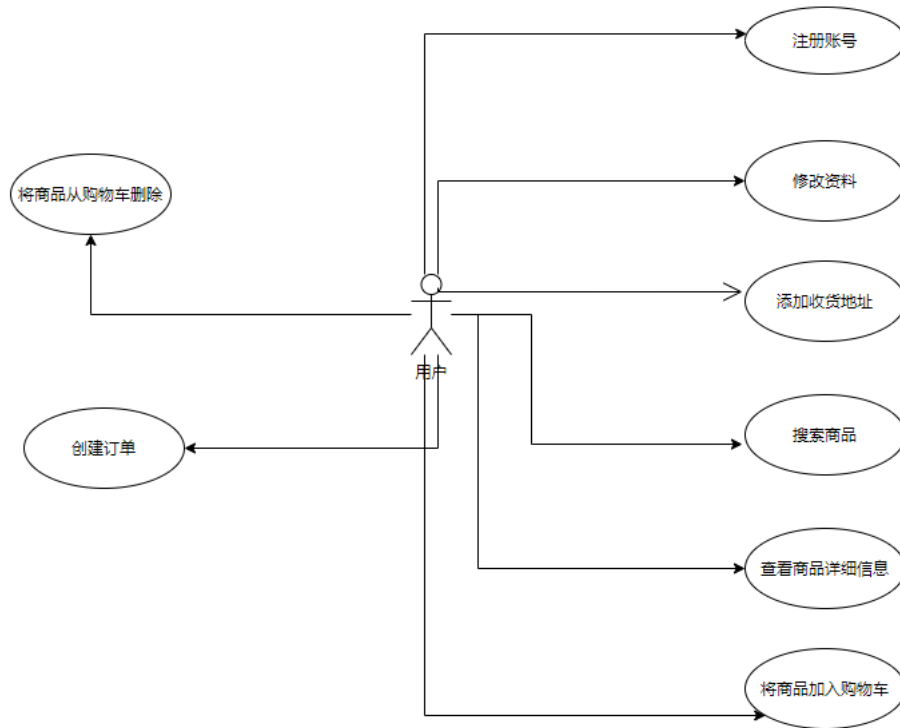 注册账号
修改资料
将商品从购物车删除
添加收货地址
用户
搜索商品
创建订单
查看商品详细信息
将商品加入购物车